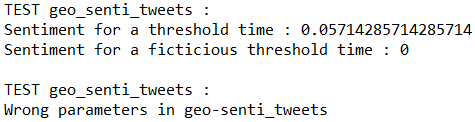 TEST geo_senti_tweets :
Sentiment for a threshold time : 0.05714285714285714
Sentiment for a ficticious threshold time : 0
TEST geo_senti_tweets :
Wrong parameters in geo-senti_tweets